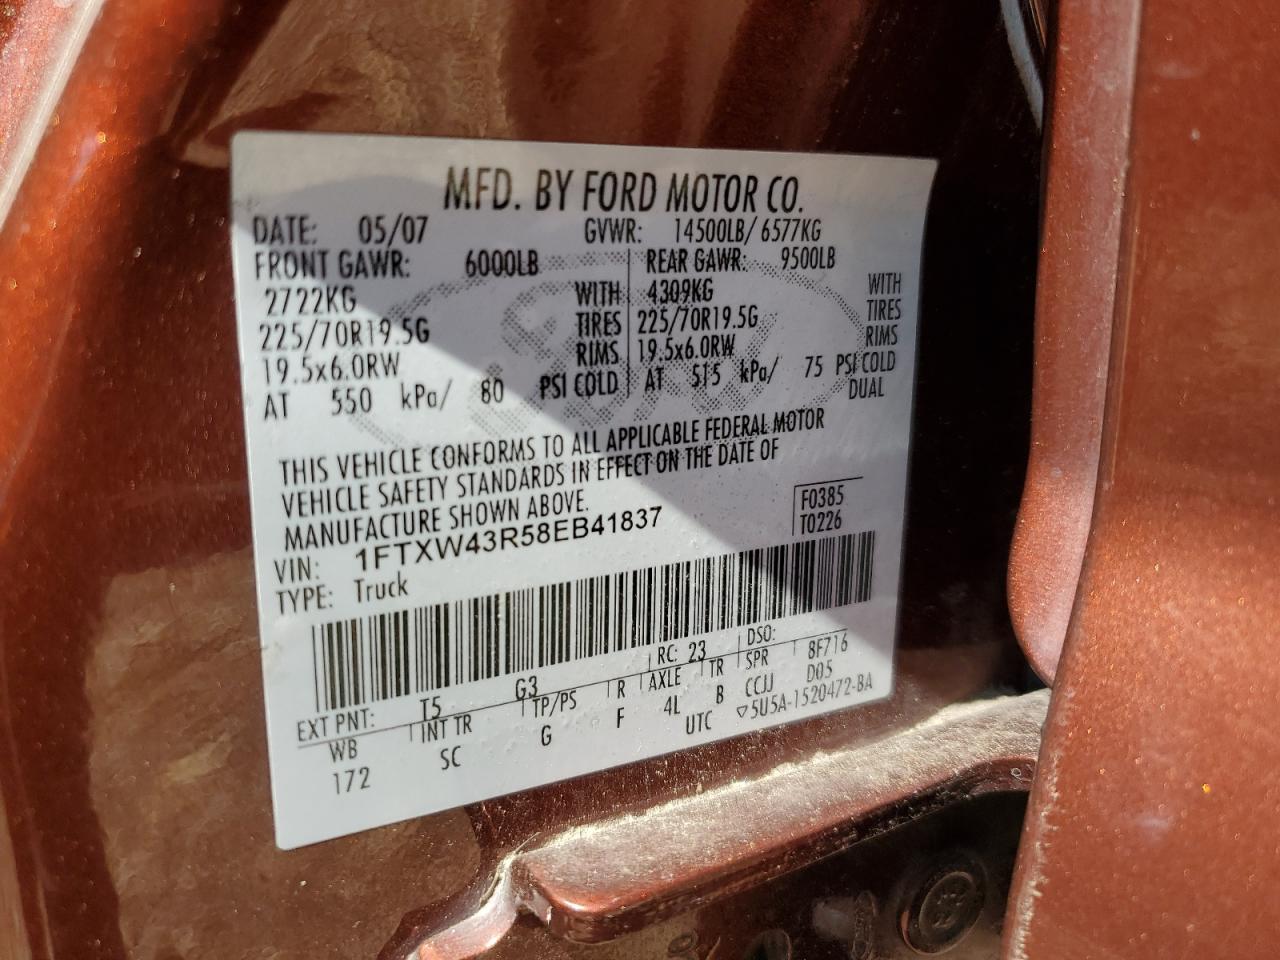 MFD. BY FORD MOTOR CO.
DATE: 05/07 GVWR: 14500LB/ 6577KG
FRONT GAWR: 6000LB REAR GAWR: 9500LB
2722KG WITH 4309KG WITH
225/70R19.5G TIRES 225/70R19.5G TIRES
19.5x6.0RW RIMS 19.5x6.0RW RIMS
AT 550 kPa/ 80 PSI COLD AT 515 kPa/ 75 PSI COLD
DUAL
THIS VEHICLE CONFORMS TO ALL APPLICABLE FEDERAL MOTOR
VEHICLE SAFETY STANDARDS IN EFFECT ON THE DATE OF
MANUFACTURE SHOWN ABOVE.
F0385
T0226
VIN: 1FTXW43R58EB41837
TYPE: Truck
EXT PNT: T5 G3 RC: 23 DSO: 8F716
WB INT TR TP/PS R AXLE TR SPR D05
172 SC G F 4L B CCJJ
UTC ▽5U5A-1520472-BA